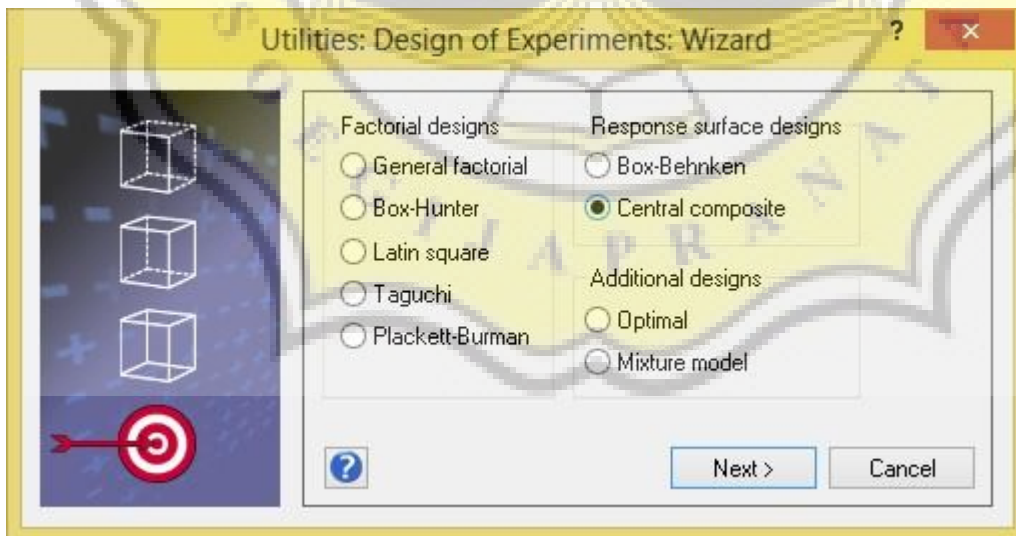 Utilities: Design of Experiments: Wizard
?
×
Factorial designs
General factorial
Box-Hunter
Latin square
Taguchi
Plackett-Burman
Response surface designs
Box-Behnken
Central composite
Additional designs
Optimal
Mixture model
?
Next >
Cancel